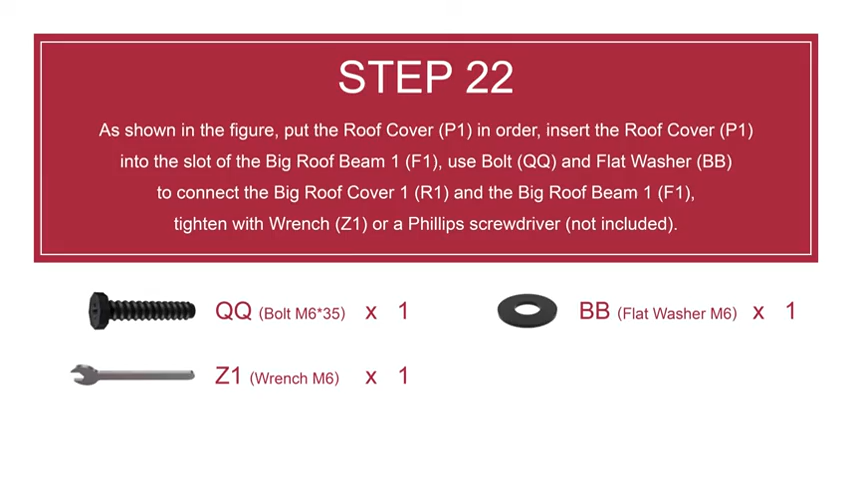 STEP 22
As shown in the figure, put the Roof Cover (P1) in order, insert the Roof Cover (P1)
into the slot of the Big Roof Beam 1 (F1), use Bolt (QQ) and Flat Washer (BB)
to connect the Big Roof Cover 1 (R1) and the Big Roof Beam 1 (F1),
tighten with Wrench (Z1) or a Phillips screwdriver (not included).
QQ (Bolt M6*35) x 1
BB (Flat Washer M6) x 1
Z1 (Wrench M6) x 1